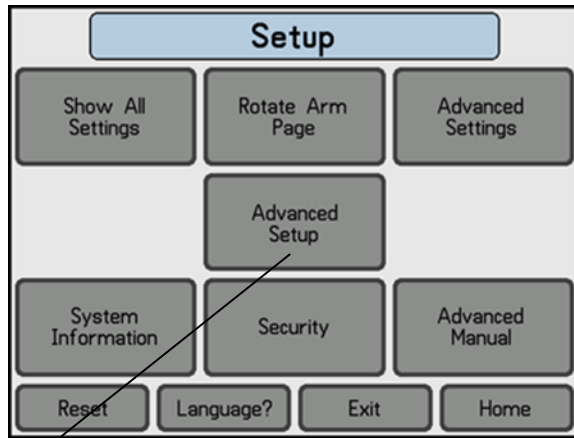 Setup
Show All
Settings
Rotate Arm
Page
Advanced
Settings
Advanced
Setup
System
Information
Security
Advanced
Manual
Reset
Language?
Exit
Home